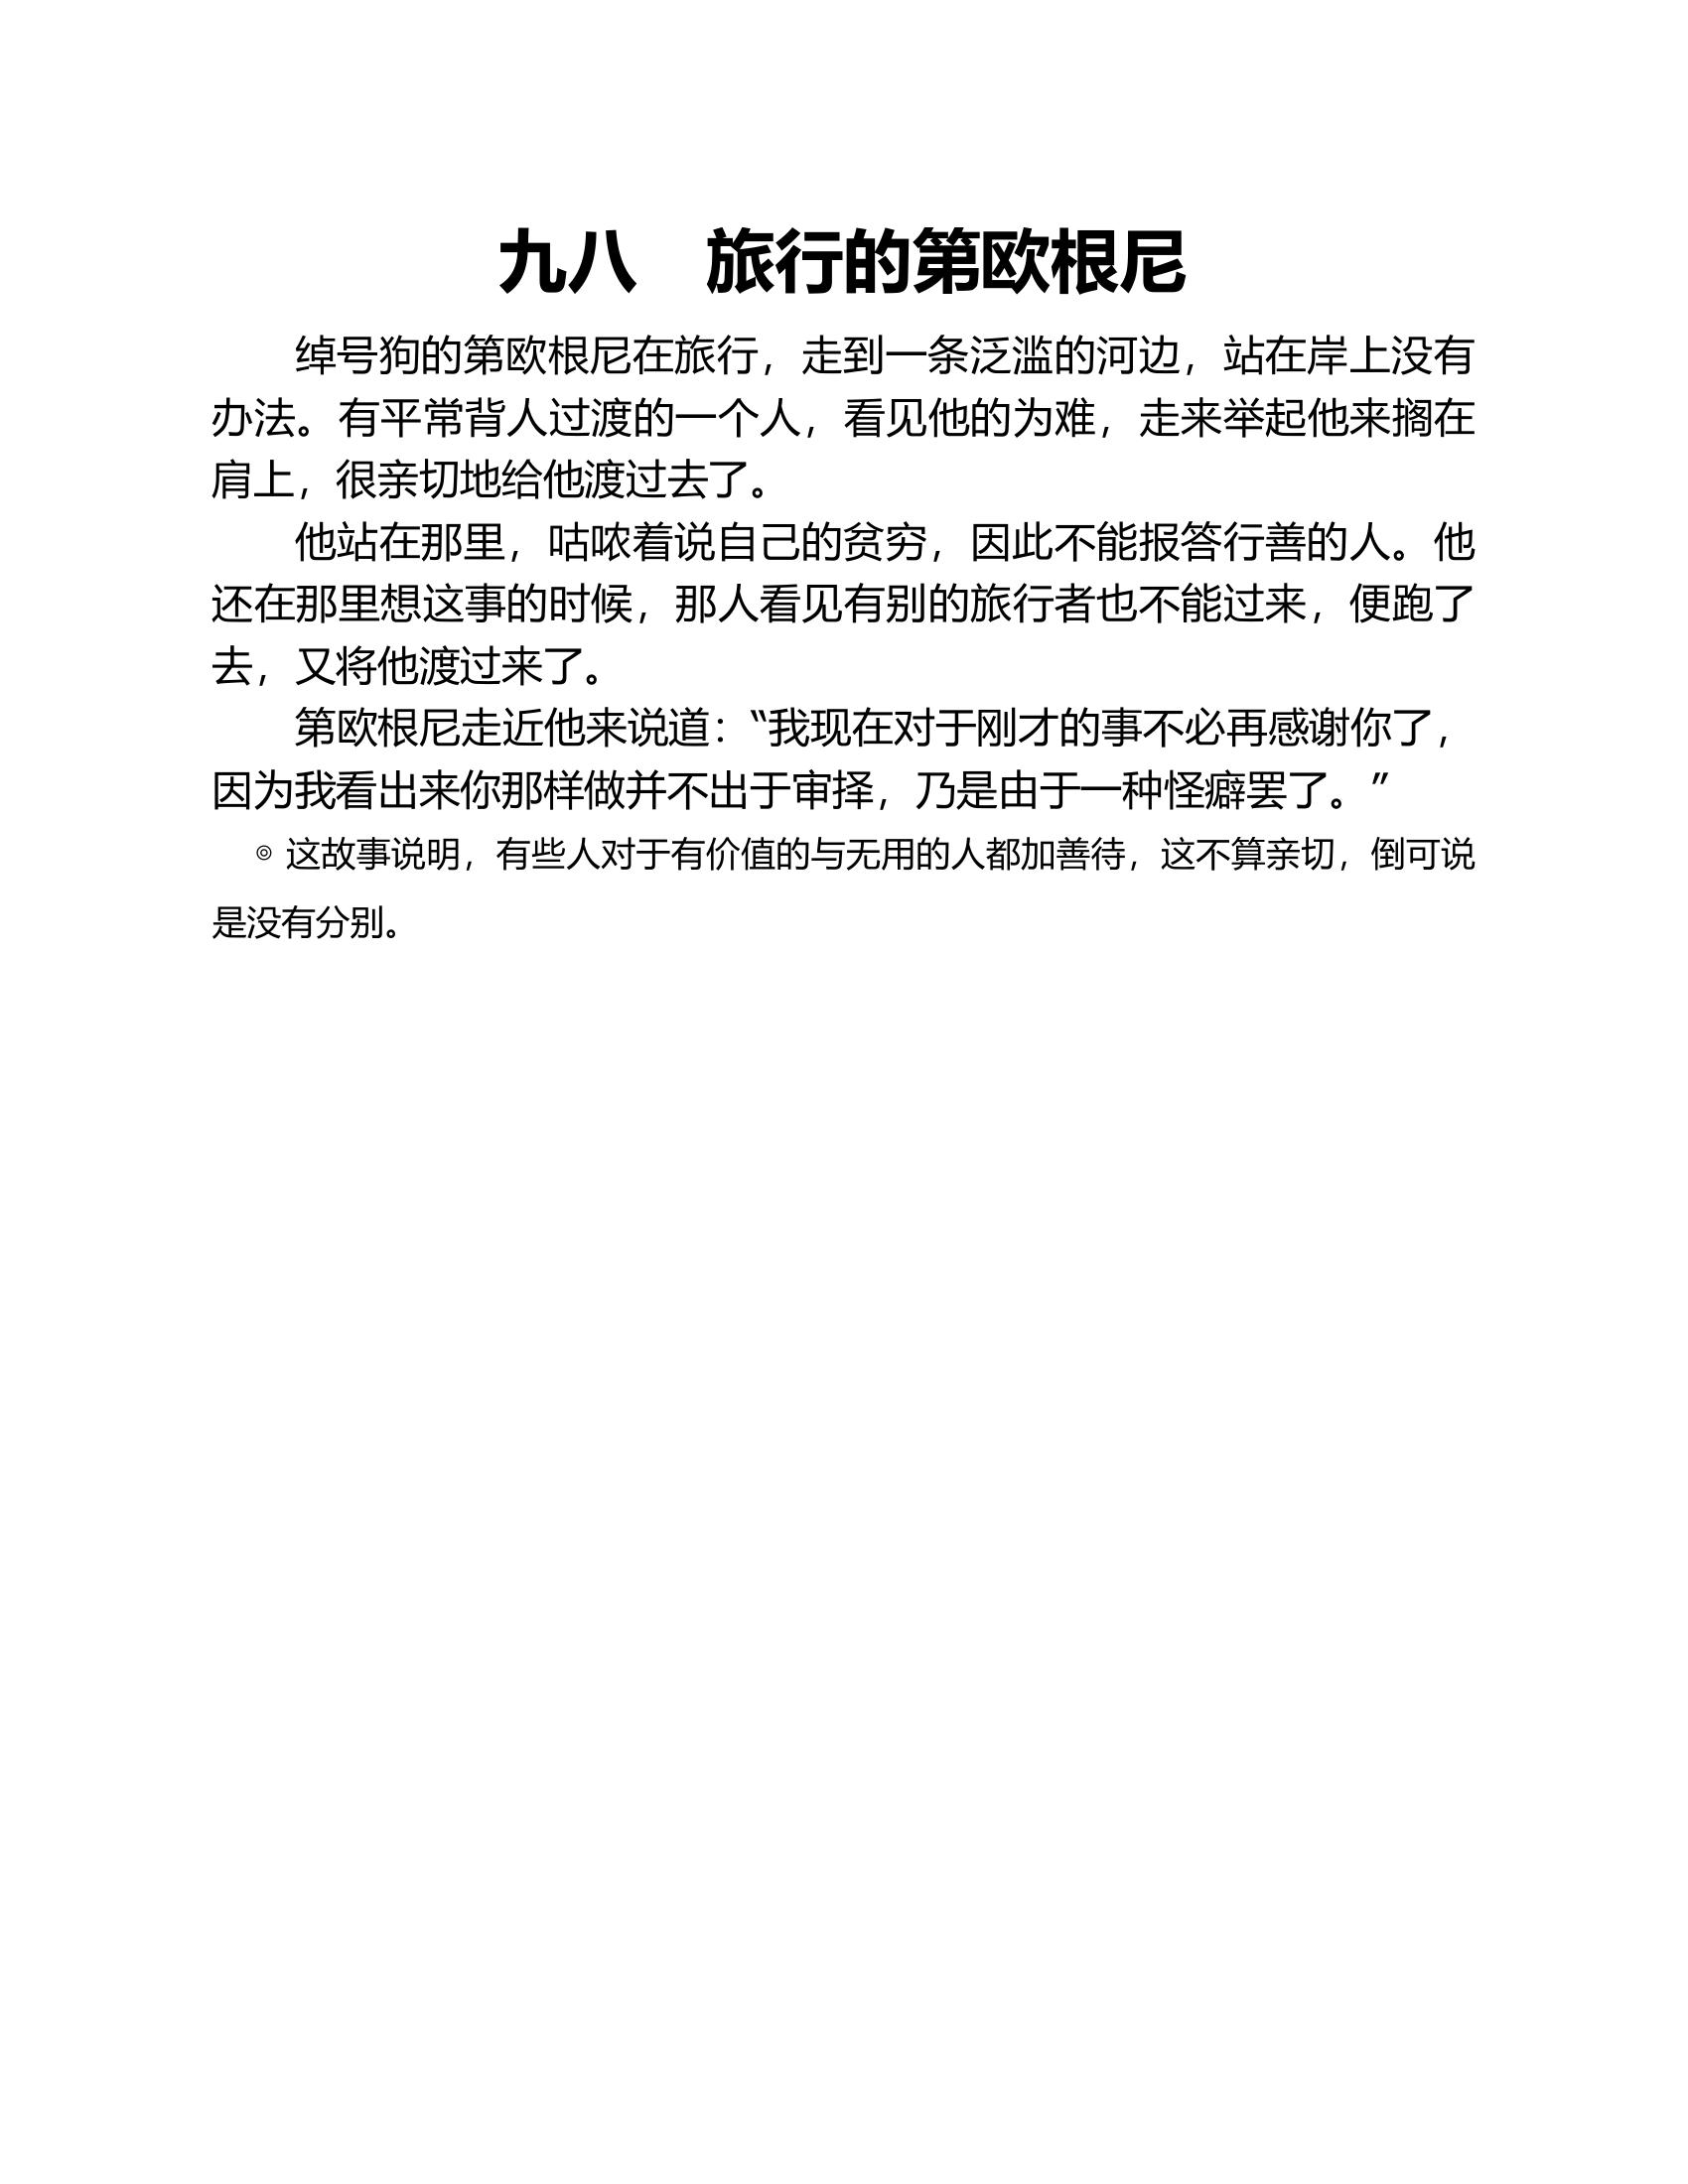 九八　旅行的第欧根尼
绰号狗的第欧根尼在旅行，走到一条泛滥的河边，站在岸上没有
办法。有平常背人过渡的一个人，看见他的为难，走来举起他来搁在
肩上，很亲切地给他渡过去了。
他站在那里，咕哝着说自己的贫穷，因此不能报答行善的人。他
还在那里想这事的时候，那人看见有别的旅行者也不能过来，便跑了
去，又将他渡过来了。
第欧根尼走近他来说道：“我现在对于刚才的事不必再感谢你了，
因为我看出来你那样做并不出于审择，乃是由于一种怪癖罢了。”
◎ 这故事说明，有些人对于有价值的与无用的人都加善待，这不算亲切，倒可说
是没有分别。